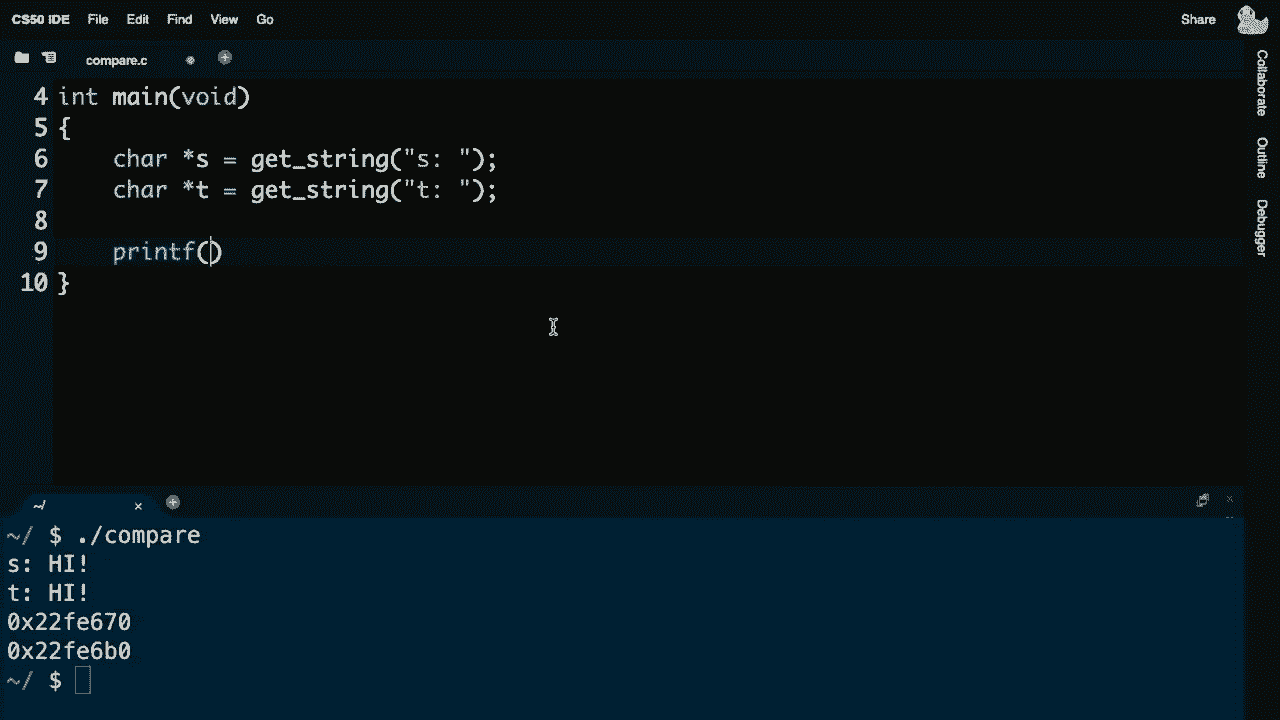 CS50 IDE File Edit Find View Go Share
compare.c
4 int main(void)
5 {
6 char *s = get_string("s: ");
7 char *t = get_string("t: ");
8
9 printf()
10 }
Collaborate
Outline
Debugger
~/
~/ $ ./compare
s: HI!
t: HI!
0x22fe670
0x22fe6b0
~/ $